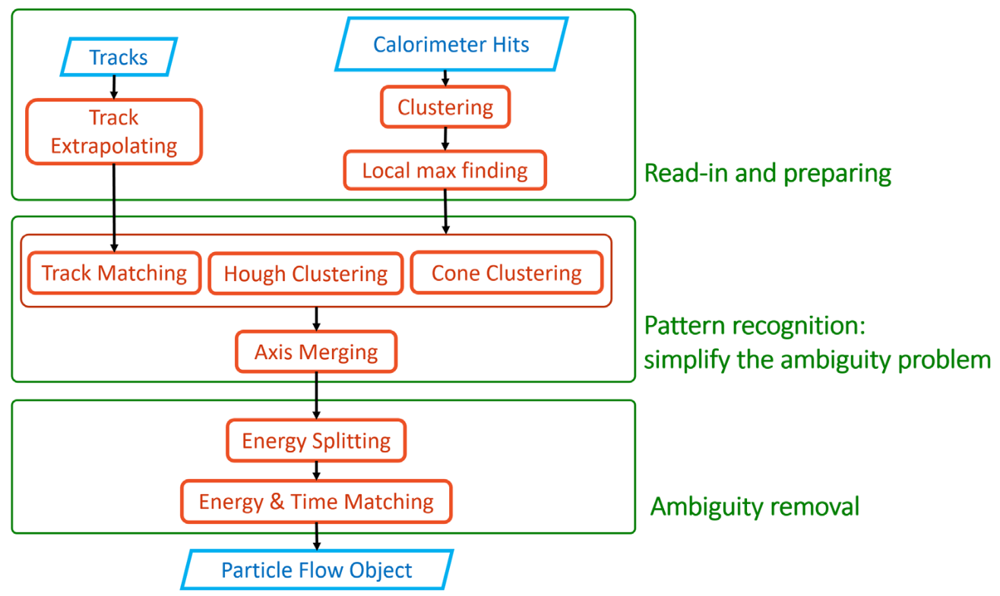 Tracks
Calorimeter Hits
Track
Extrapolating
Clustering
Local max finding
Read-in and preparing
Track Matching
Hough Clustering
Cone Clustering
Axis Merging
Pattern recognition:
simplify the ambiguity problem
Energy Splitting
Energy & Time Matching
Ambiguity removal
Particle Flow Object